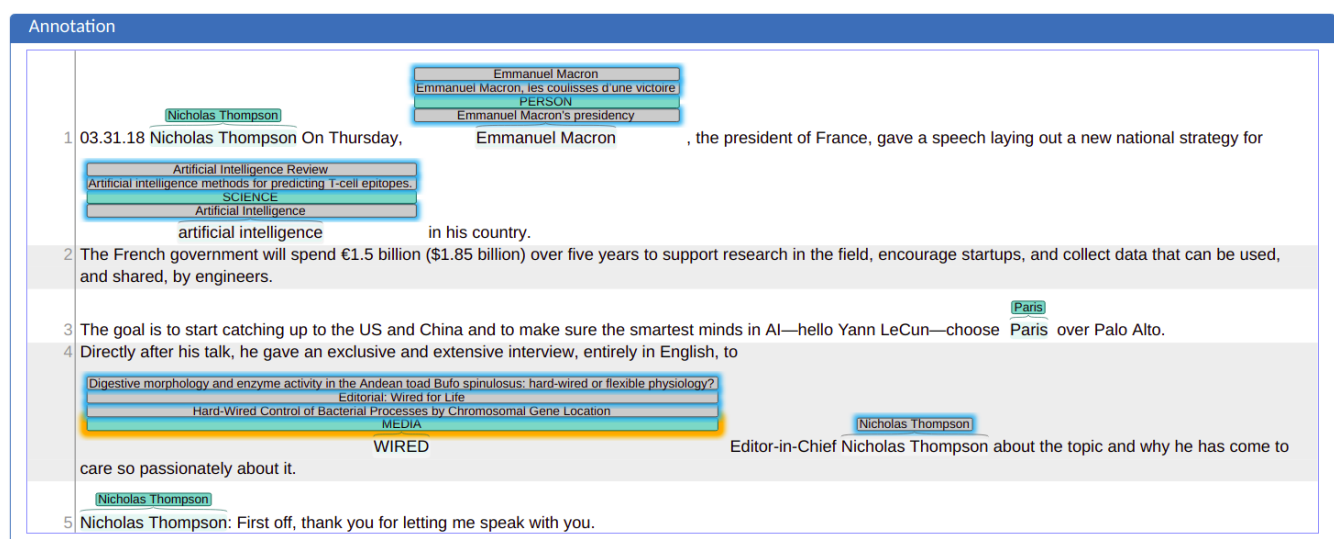 Annotation
Emmanuel Macron
Emmanuel Macron, les coulisses d'une victoire
PERSON
Nicholas Thompson
Emmanuel Macron's presidency
1 03.31.18 Nicholas Thompson On Thursday, Emmanuel Macron , the president of France, gave a speech laying out a new national strategy for
Artificial Intelligence Review
Artificial intelligence methods for predicting T-cell epitopes.
SCIENCE
Artificial Intelligence
artificial intelligence in his country.
2 The French government will spend €1.5 billion ($1.85 billion) over five years to support research in the field, encourage startups, and collect data that can be used,
and shared, by engineers.
Paris
3 The goal is to start catching up to the US and China and to make sure the smartest minds in AI—hello Yann LeCun—choose Paris over Palo Alto.
4 Directly after his talk, he gave an exclusive and extensive interview, entirely in English, to
Digestive morphology and enzyme activity in the Andean toad Bufo spinulosus: hard-wired or flexible physiology?
Editorial: Wired for Life
Hard-Wired Control of Bacterial Processes by Chromosomal Gene Location
MEDIA
Nicholas Thompson
WIRED Editor-in-Chief Nicholas Thompson about the topic and why he has come to
care so passionately about it.
Nicholas Thompson
5 Nicholas Thompson: First off, thank you for letting me speak with you.